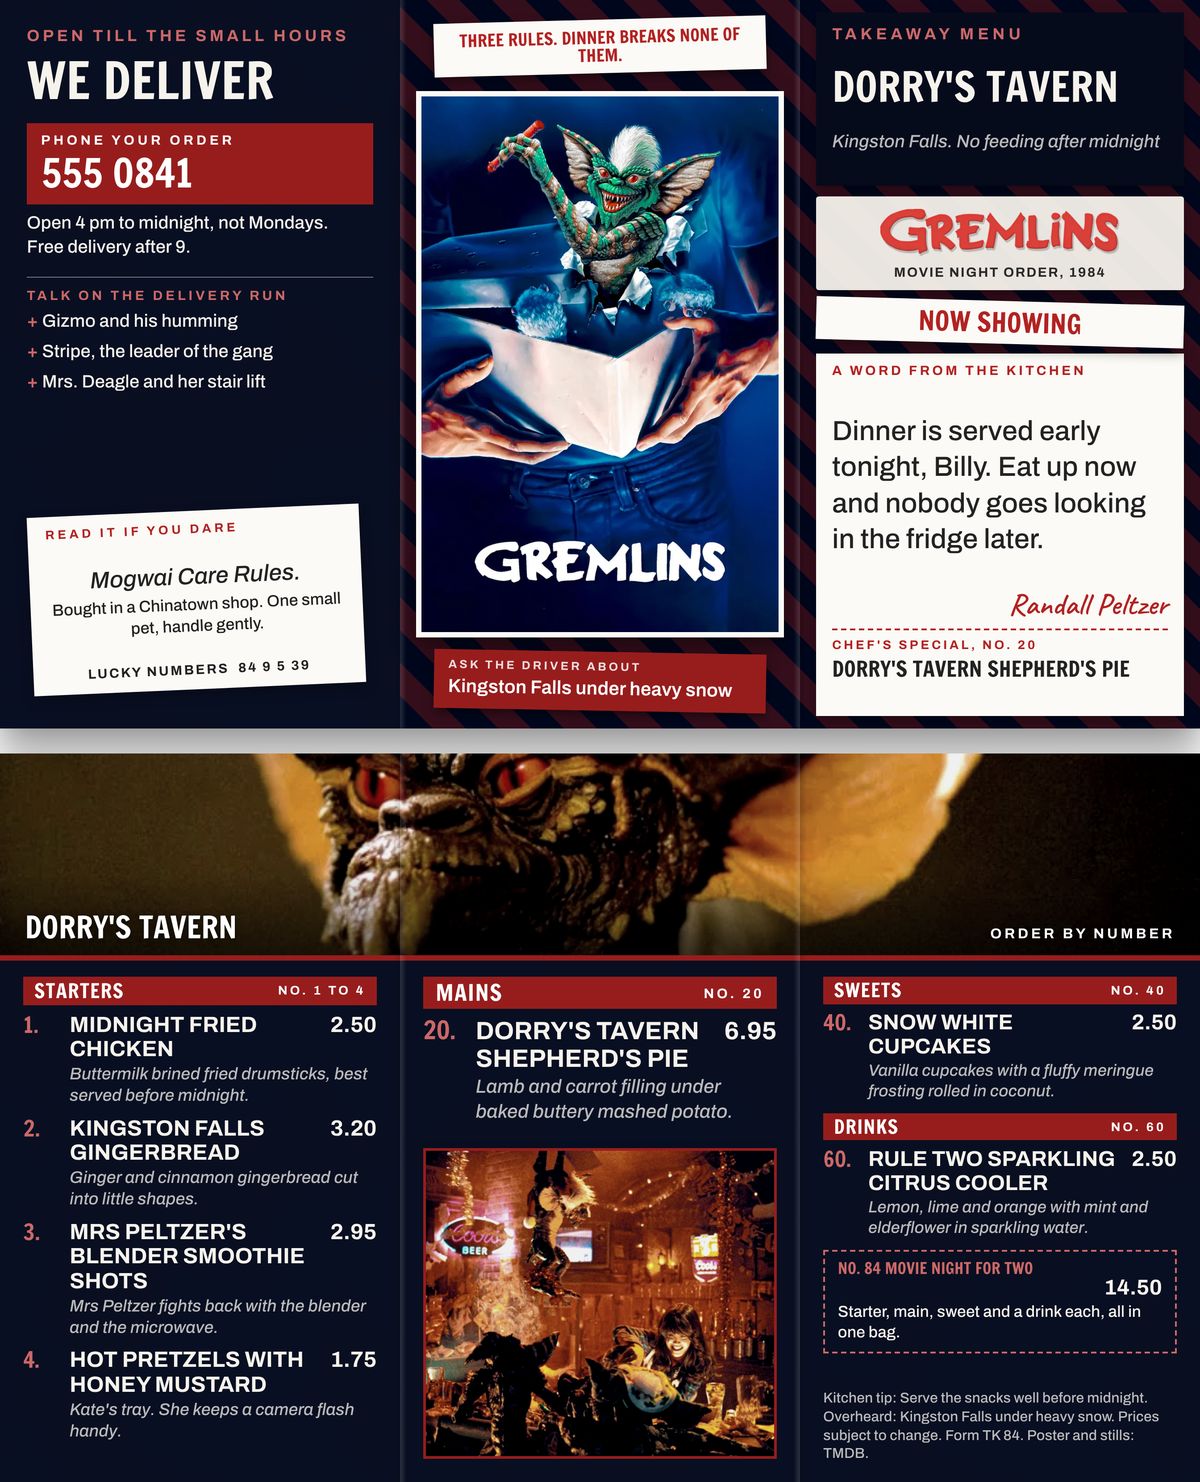 OPEN TILL THE SMALL HOURS
WE DELIVER
PHONE YOUR ORDER
555 0841
Open 4 pm to midnight, not Mondays.
Free delivery after 9.
TALK ON THE DELIVERY RUN
+ Gizmo and his humming
+ Stripe, the leader of the gang
+ Mrs. Deagle and her stair lift
READ IT IF YOU DARE
Mogwai Care Rules.
Bought in a Chinatown shop. One small
pet, handle gently.
LUCKY NUMBERS 84 9 5 39
THREE RULES. DINNER BREAKS NONE OF
THEM.
GREMLINS
ASK THE DRIVER ABOUT
Kingston Falls under heavy snow
TAKEAWAY MENU
DORRY'S TAVERN
Kingston Falls. No feeding after midnight
GREMLiNS
MOVIE NIGHT ORDER, 1984
NOW SHOWING
A WORD FROM THE KITCHEN
Dinner is served early
tonight, Billy. Eat up now
and nobody goes looking
in the fridge later.
Randall Peltzer
CHEF'S SPECIAL, NO. 20
DORRY'S TAVERN SHEPHERD'S PIE
DORRY'S TAVERN
ORDER BY NUMBER
STARTERS NO. 1 TO 4
1. MIDNIGHT FRIED 2.50
CHICKEN
Buttermilk brined fried drumsticks, best
served before midnight.
2. KINGSTON FALLS 3.20
GINGERBREAD
Ginger and cinnamon gingerbread cut
into little shapes.
3. MRS PELTZER'S 2.95
BLENDER SMOOTHIE
SHOTS
Mrs Peltzer fights back with the blender
and the microwave.
4. HOT PRETZELS WITH 1.75
HONEY MUSTARD
Kate's tray. She keeps a camera flash
handy.
MAINS NO. 20
20. DORRY'S TAVERN 6.95
SHEPHERD'S PIE
Lamb and carrot filling under
baked buttery mashed potato.
Coors
BEER
Coors
SWEETS NO. 40
40. SNOW WHITE 2.50
CUPCAKES
Vanilla cupcakes with a fluffy meringue
frosting rolled in coconut.
DRINKS NO. 60
60. RULE TWO SPARKLING 2.50
CITRUS COOLER
Lemon, lime and orange with mint and
elderflower in sparkling water.
NO. 84 MOVIE NIGHT FOR TWO
14.50
Starter, main, sweet and a drink each, all in
one bag.
Kitchen tip: Serve the snacks well before midnight.
Overheard: Kingston Falls under heavy snow. Prices
subject to change. Form TK 84. Poster and stills:
TMDB.